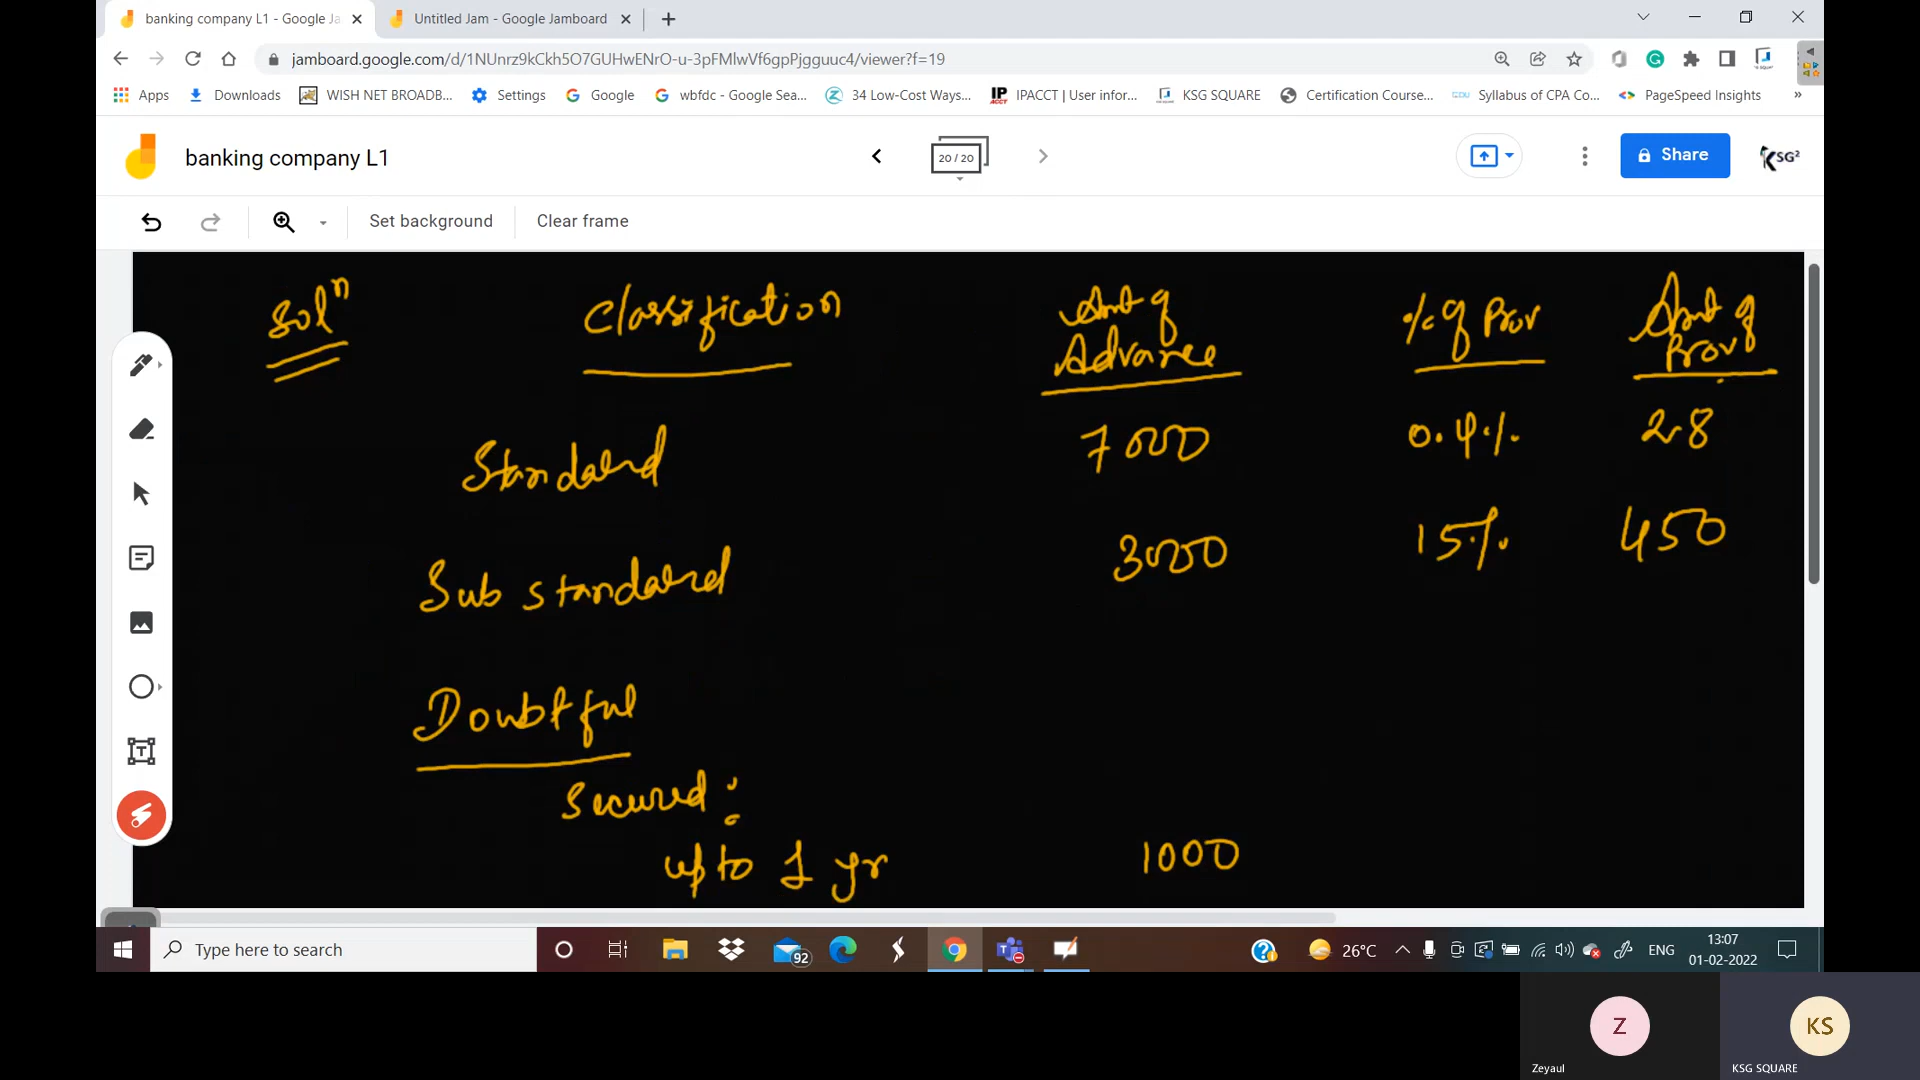 banking company L1 - Google Ja
Untitled Jam - Google Jamboard
jamboard.google.com/d/1NUnrz9kCkh5O7GUHwENrO-u-3pFMlwVf6gpPjgguuc4/viewer?f=19
Apps Downloads WISH NET BROADB... Settings Google wbfdc - Google Sea... 34 Low-Cost Ways... IPACCT | User infor... KSG SQUARE Certification Course... Syllabus of CPA Co... PageSpeed Insights »
banking company L1
20 / 20
Share
KSG²
Set background
Clear frame
Solⁿ Classification Amt of Advance % of Prov Amt of Prov
Standard 7000 0.4% 28
Sub standard 3000 15% 450
Doubtful
Secured :
up to 1 yr 1000
Type here to search
92
26°C
ENG
13:07
01-02-2022
Z
KS
Zeyaul
KSG SQUARE